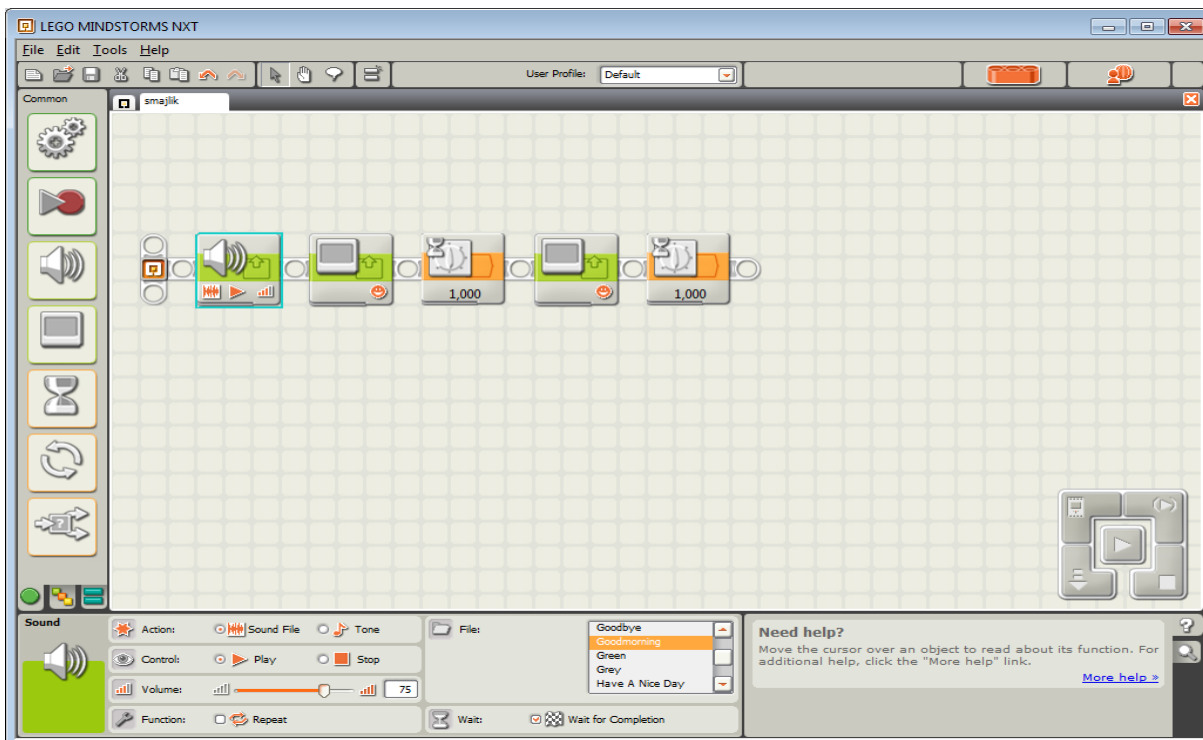 LEGO MINDSTORMS NXT
File Edit Tools Help
User Profile: Default
Common
smajlik
1,000
1,000
Sound
Action: Sound File Tone
Control: Play Stop
Volume: 75
Function: Repeat
File:
Goodbye
Goodmorning
Green
Grey
Have A Nice Day
Wait: Wait for Completion
Need help?
Move the cursor over an object to read about its function. For
additional help, click the "More help" link.
More help »